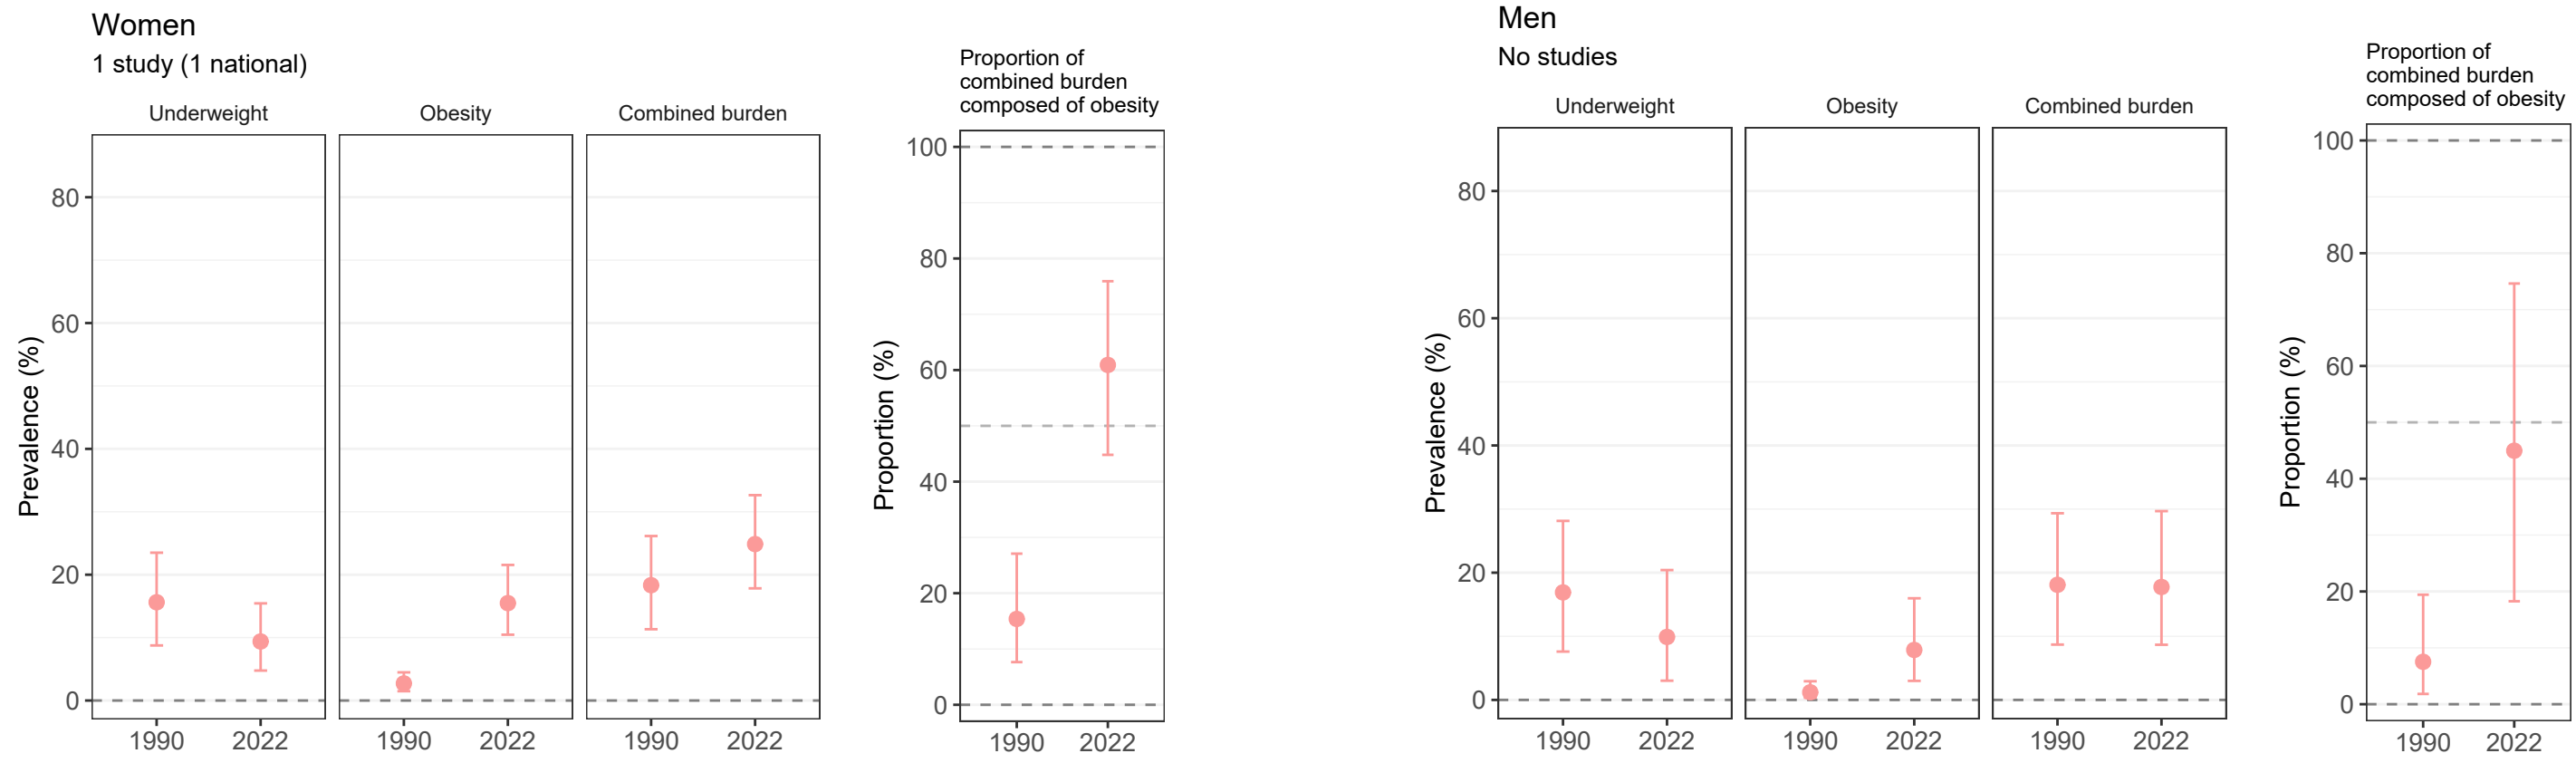 Women
1 study (1 national)
Underweight
Obesity
Combined burden
Prevalence (%)
80
60
40
20
0
1990 2022
1990 2022
1990 2022
Proportion of
combined burden
composed of obesity
Proportion (%)
100
80
60
40
20
0
1990 2022
Men
No studies
Underweight
Obesity
Combined burden
Prevalence (%)
80
60
40
20
0
1990 2022
1990 2022
1990 2022
Proportion of
combined burden
composed of obesity
Proportion (%)
100
80
60
40
20
0
1990 2022